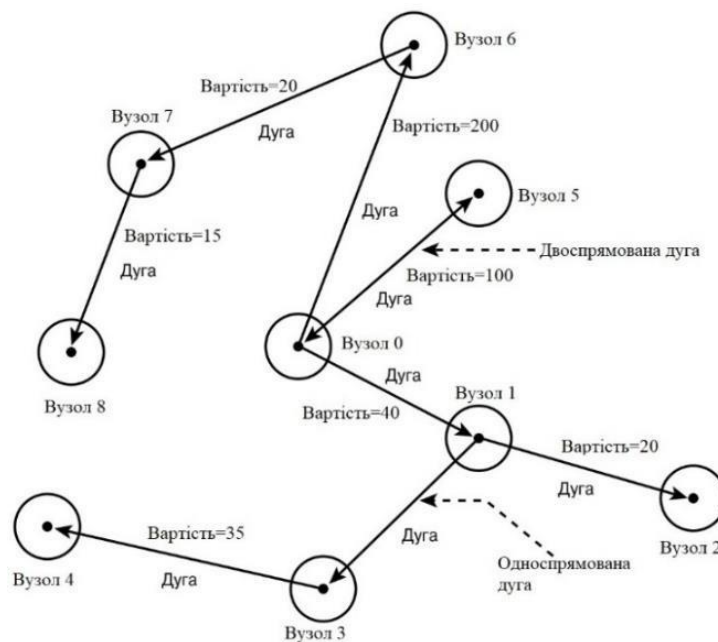 Вузол 6
Вартість=20
Вузол 7
Дуга
Вартість=200
Дуга
Вузол 5
Вартість=15
Дуга
Двоспрямована дуга
Вартість=100
Дуга
Вузол 0
Дуга
Вузол 8
Вартість=40
Вузол 1
Вартість=20
Дуга
Вартість=35
Дуга
Вузол 2
Односпрямована
дуга
Вузол 4
Дуга
Вузол 3